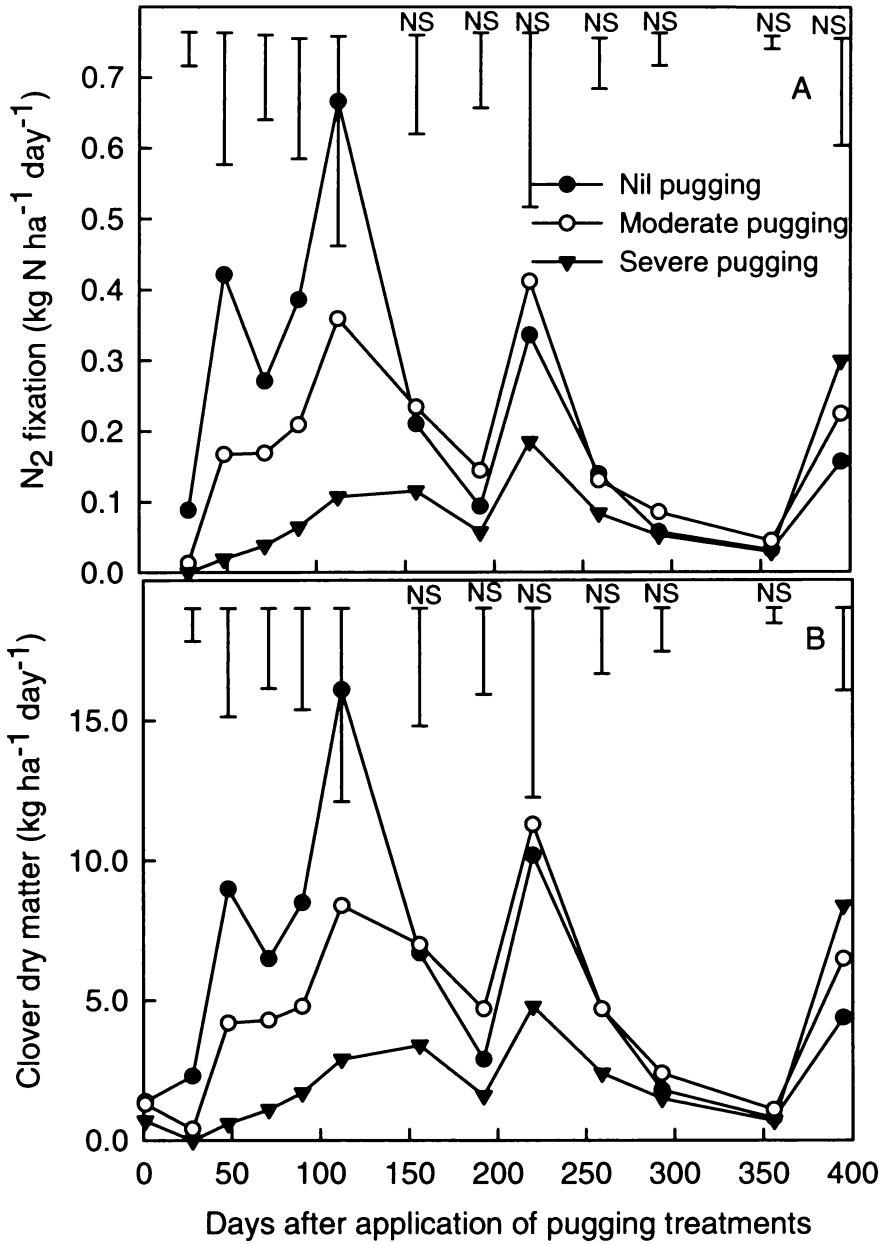 NS NS NS NS NS NS NS
A
0.7
0.6
0.5
0.4
0.3
0.2
0.1
0.0
N2 fixation (kg N ha-1 day-1)
Nil pugging
Moderate pugging
Severe pugging
NS NS NS NS NS NS
B
15.0
10.0
5.0
0.0
Clover dry matter (kg ha-1 day-1)
0 50 100 150 200 250 300 350 400
Days after application of pugging treatments